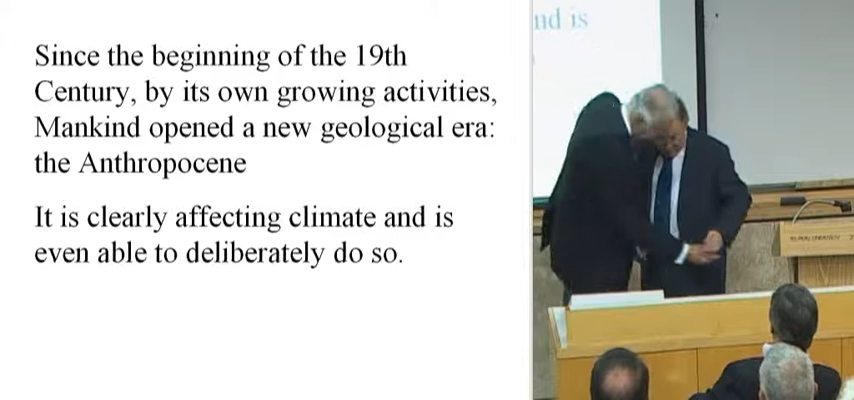 Since the beginning of the 19th
Century, by its own growing activities,
Mankind opened a new geological era:
the Anthropocene
It is clearly affecting climate and is
even able to deliberately do so.
nd is